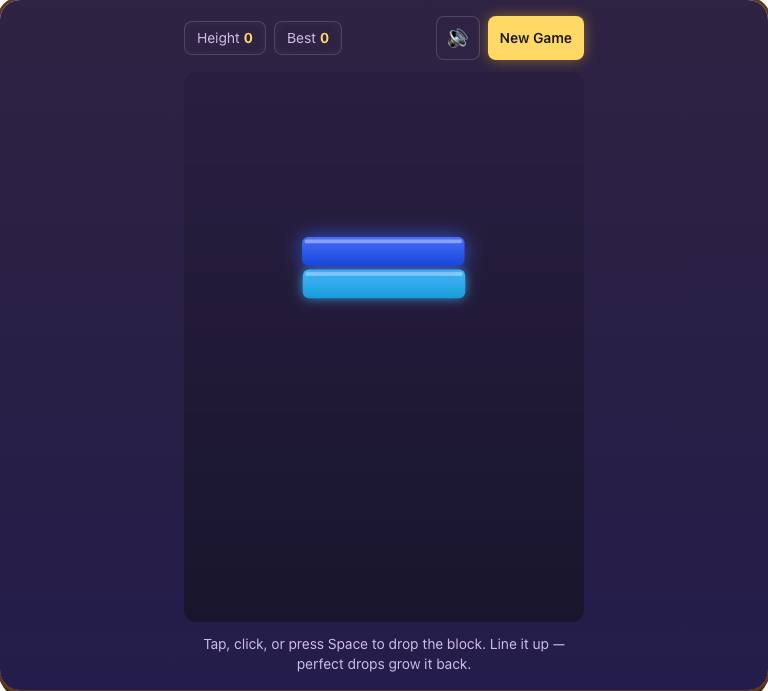 Height 0
Best 0
New Game
Tap, click, or press Space to drop the block. Line it up —
perfect drops grow it back.